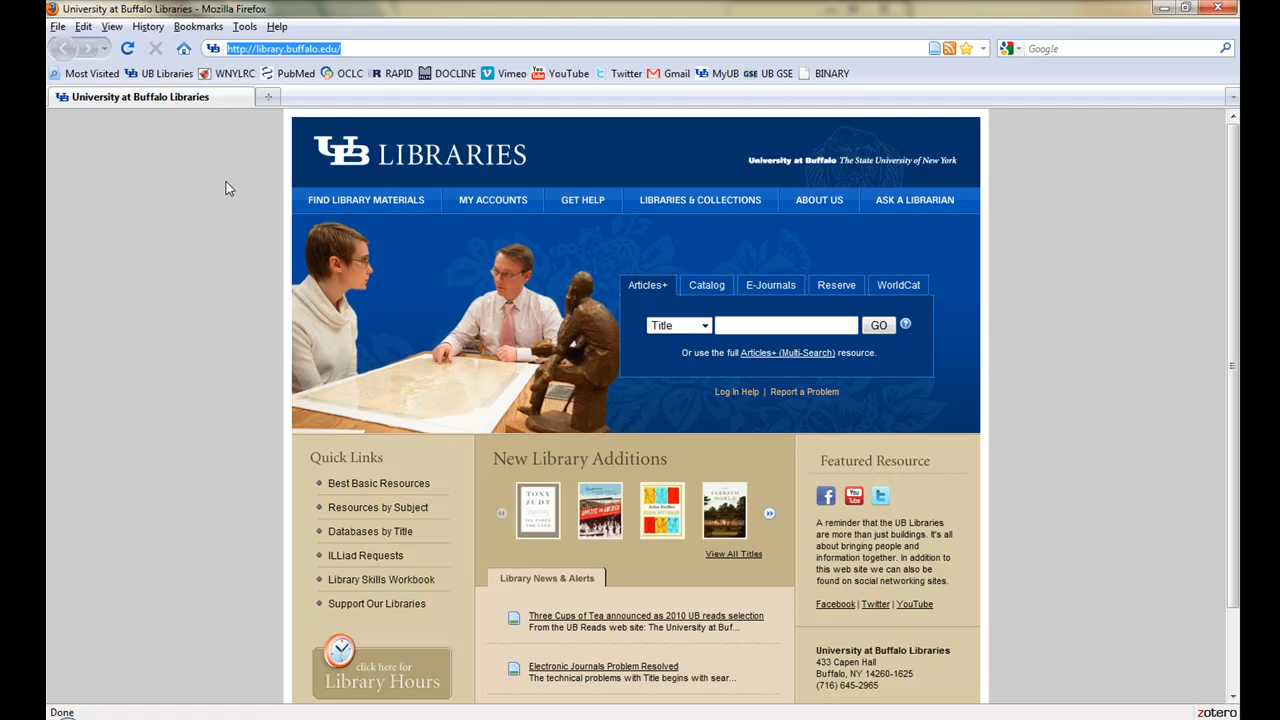 University at Buffalo Libraries - Mozilla Firefox
File Edit View History Bookmarks Tools Help
http://library.buffalo.edu/
Google
Most Visited UB Libraries WNYLRC PubMed OCLC RAPID DOCLINE Vimeo YouTube Twitter Gmail MyUB UB GSE BINARY
University at Buffalo Libraries
UB LIBRARIES
University at Buffalo The State University of New York
FIND LIBRARY MATERIALS MY ACCOUNTS GET HELP LIBRARIES & COLLECTIONS ABOUT US ASK A LIBRARIAN
Articles+ Catalog E-Journals Reserve WorldCat
Title GO
Or use the full Articles+ (Multi-Search) resource.
Log In Help | Report a Problem
Quick Links
Best Basic Resources
Resources by Subject
Databases by Title
ILLiad Requests
Library Skills Workbook
Support Our Libraries
click here for
Library Hours
New Library Additions
TONY
JUDT
View All Titles
Library News & Alerts
Three Cups of Tea announced as 2010 UB reads selection
From the UB Reads web site: The University at Buf...
Electronic Journals Problem Resolved
The technical problems with Title begins with sear...
Featured Resource
A reminder that the UB Libraries
are more than just buildings. It's all
about bringing people and
information together. In addition to
this web site we can also be
found on social networking sites.
Facebook | Twitter | YouTube
University at Buffalo Libraries
433 Capen Hall
Buffalo, NY 14260-1625
(716) 645-2965
Done
zotero